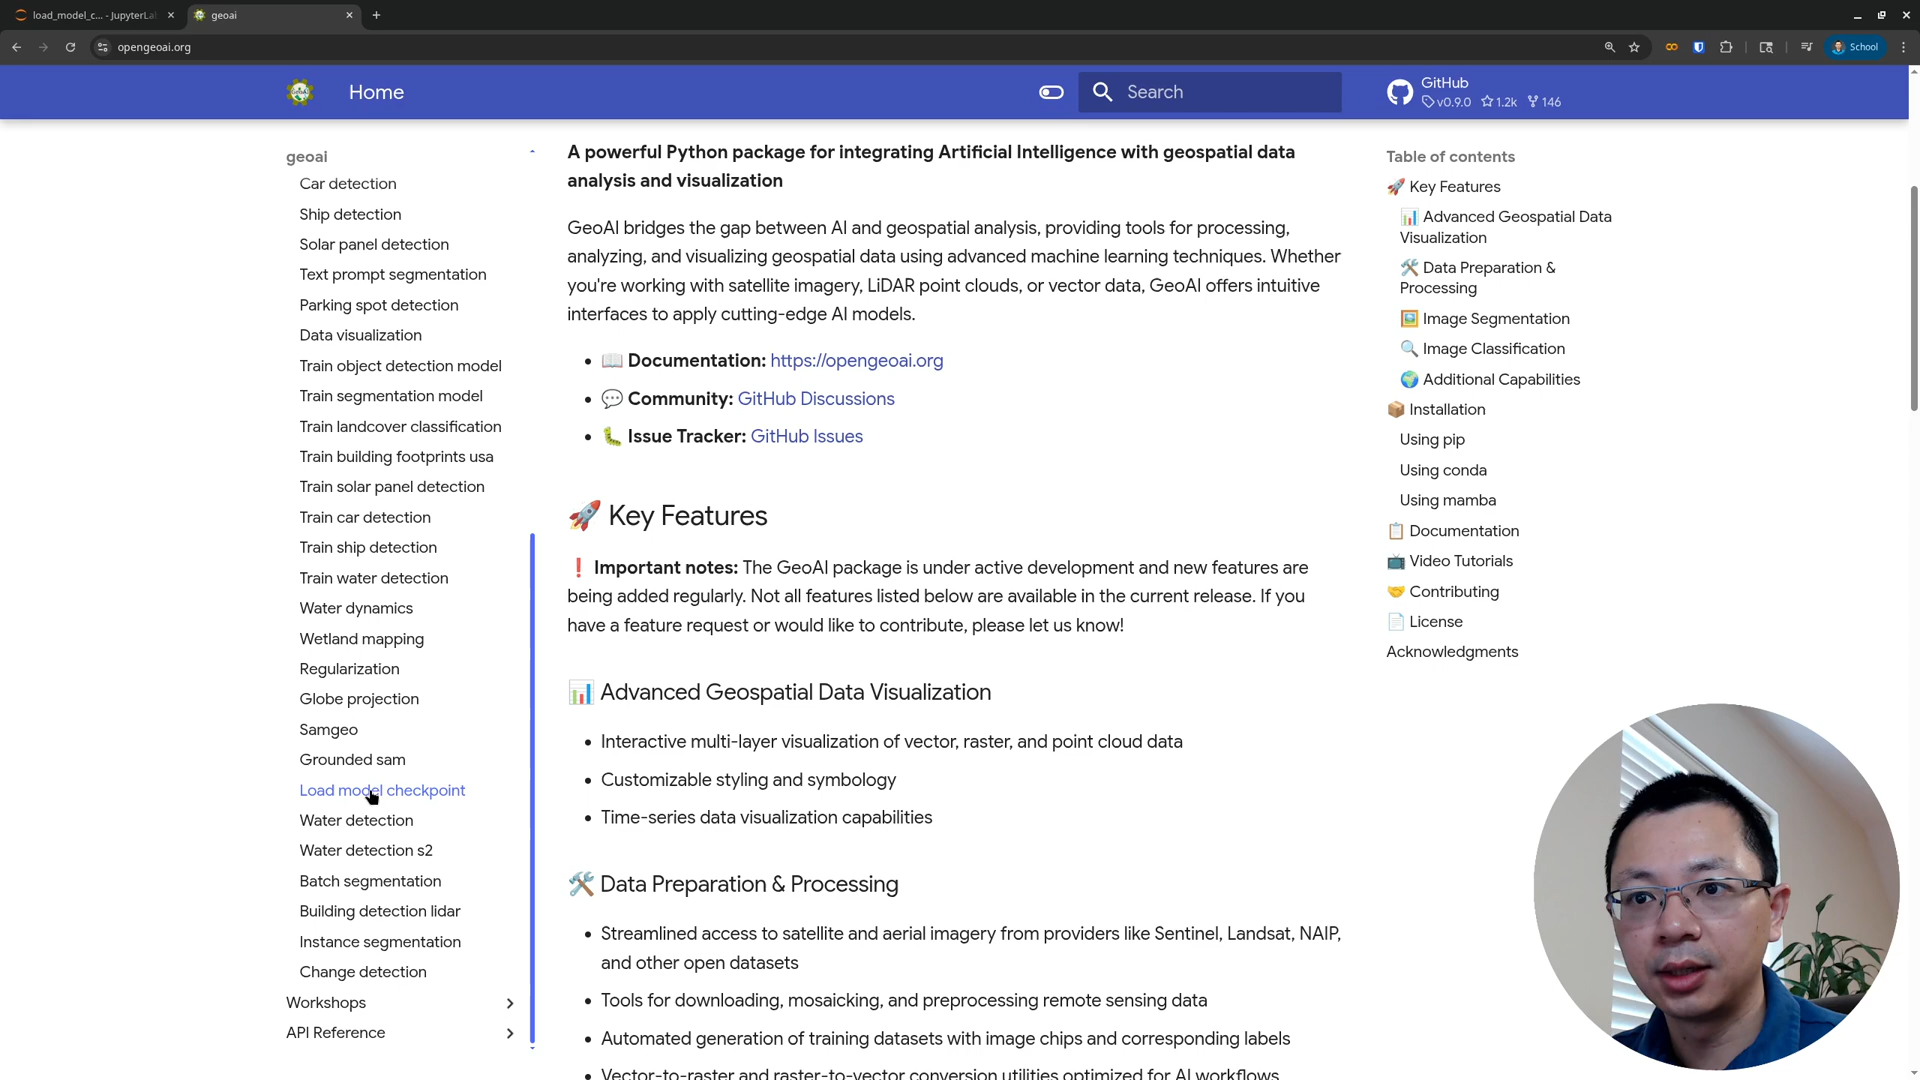 load_model_c... - JupyterLa
geoai
opengeoai.org
School
Home
Search
GitHub
v0.9.0 1.2k 146
geoai
Car detection
Ship detection
Solar panel detection
Text prompt segmentation
Parking spot detection
Data visualization
Train object detection model
Train segmentation model
Train landcover classification
Train building footprints usa
Train solar panel detection
Train car detection
Train ship detection
Train water detection
Water dynamics
Wetland mapping
Regularization
Globe projection
Samgeo
Grounded sam
Load model checkpoint
Water detection
Water detection s2
Batch segmentation
Building detection lidar
Instance segmentation
Change detection
Workshops
API Reference
A powerful Python package for integrating Artificial Intelligence with geospatial data
analysis and visualization
GeoAI bridges the gap between AI and geospatial analysis, providing tools for processing,
analyzing, and visualizing geospatial data using advanced machine learning techniques. Whether
you're working with satellite imagery, LiDAR point clouds, or vector data, GeoAI offers intuitive
interfaces to apply cutting-edge AI models.
• 📖 Documentation: https://opengeoai.org
• 💬 Community: GitHub Discussions
• 🐛 Issue Tracker: GitHub Issues
🚀 Key Features
❗ Important notes: The GeoAI package is under active development and new features are
being added regularly. Not all features listed below are available in the current release. If you
have a feature request or would like to contribute, please let us know!
📊 Advanced Geospatial Data Visualization
• Interactive multi-layer visualization of vector, raster, and point cloud data
• Customizable styling and symbology
• Time-series data visualization capabilities
🛠️ Data Preparation & Processing
• Streamlined access to satellite and aerial imagery from providers like Sentinel, Landsat, NAIP,
and other open datasets
• Tools for downloading, mosaicking, and preprocessing remote sensing data
• Automated generation of training datasets with image chips and corresponding labels
• Vector-to-raster and raster-to-vector conversion utilities optimized for AI workflows
Table of contents
🚀 Key Features
📊 Advanced Geospatial Data
Visualization
🛠️ Data Preparation &
Processing
🖼️ Image Segmentation
🔍 Image Classification
🌍 Additional Capabilities
📦 Installation
Using pip
Using conda
Using mamba
📋 Documentation
📺 Video Tutorials
🤝 Contributing
📄 License
Acknowledgments